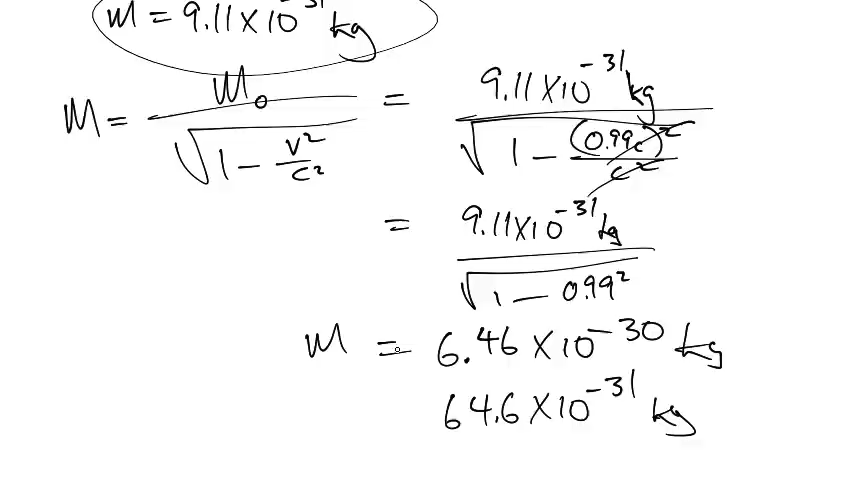 m = 9.11 × 10⁻³¹ kg
M = M₀ / √(1 − v²/c²) = 9.11 × 10⁻³¹ kg / √(1 − (0.99c)²/c²)
= 9.11 × 10⁻³¹ kg / √(1 − 0.99²)
M = 6.46 × 10⁻³⁰ kg
64.6 × 10⁻³¹ kg